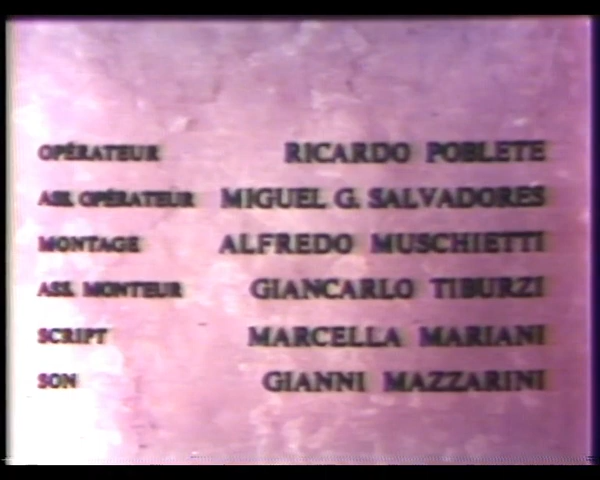 OPÉRATEUR RICARDO POBLETE
ASS. OPÉRATEUR MIGUEL G. SALVADORES
MONTAGE ALFREDO MUSCHIETTI
ASS. MONTEUR GIANCARLO TIBURZI
SCRIPT MARCELLA MARIANI
SON GIANNI MAZZARINI